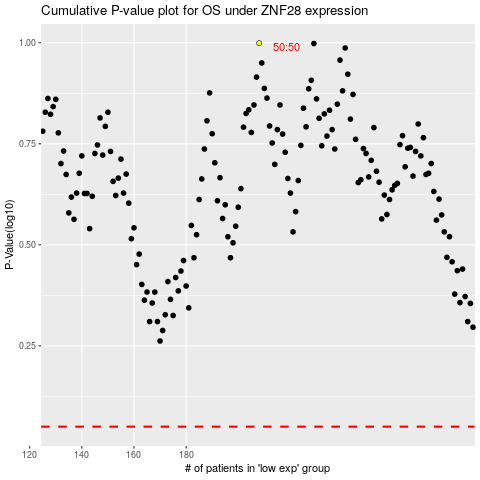 Cumulative P-value plot for OS under ZNF28 expression
1.00
50:50
0.75
P-Value(log10)
0.50
0.25
120 140 160 180
# of patients in 'low exp' group